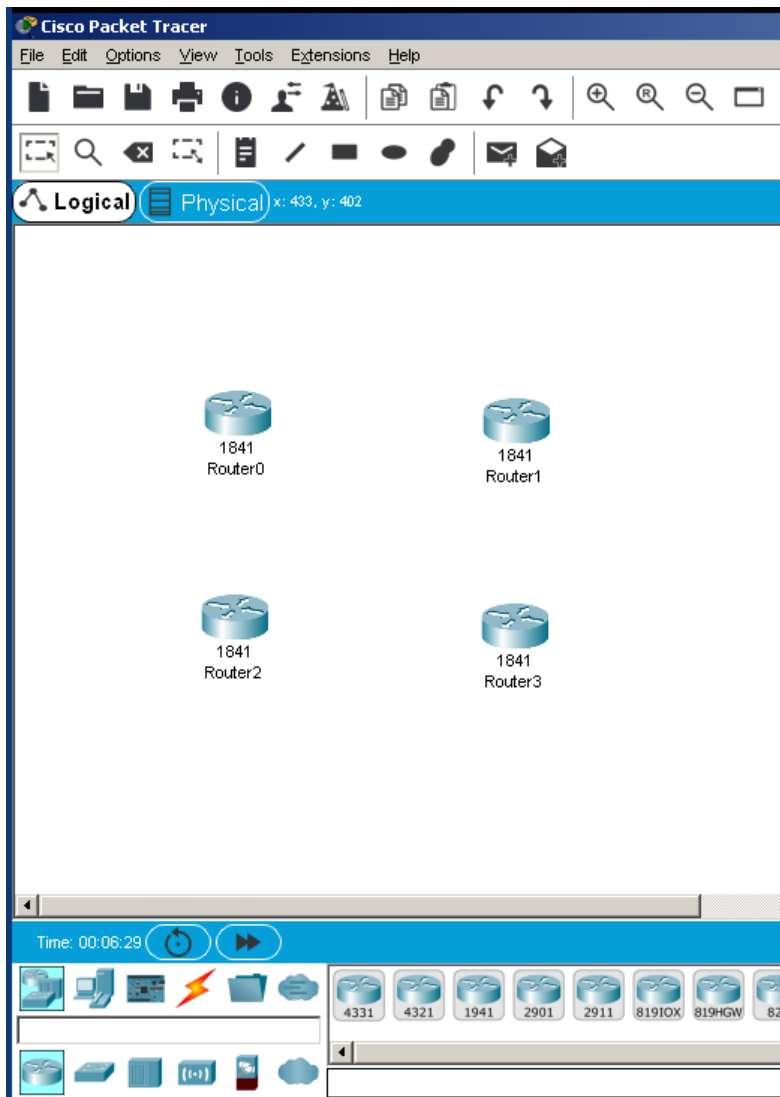 Cisco Packet Tracer
File Edit Options View Tools Extensions Help
Logical Physical x: 433, y: 402
1841
Router0
1841
Router1
1841
Router2
1841
Router3
Time: 00:06:29
4331 4321 1941 2901 2911 819IOX 819HGW